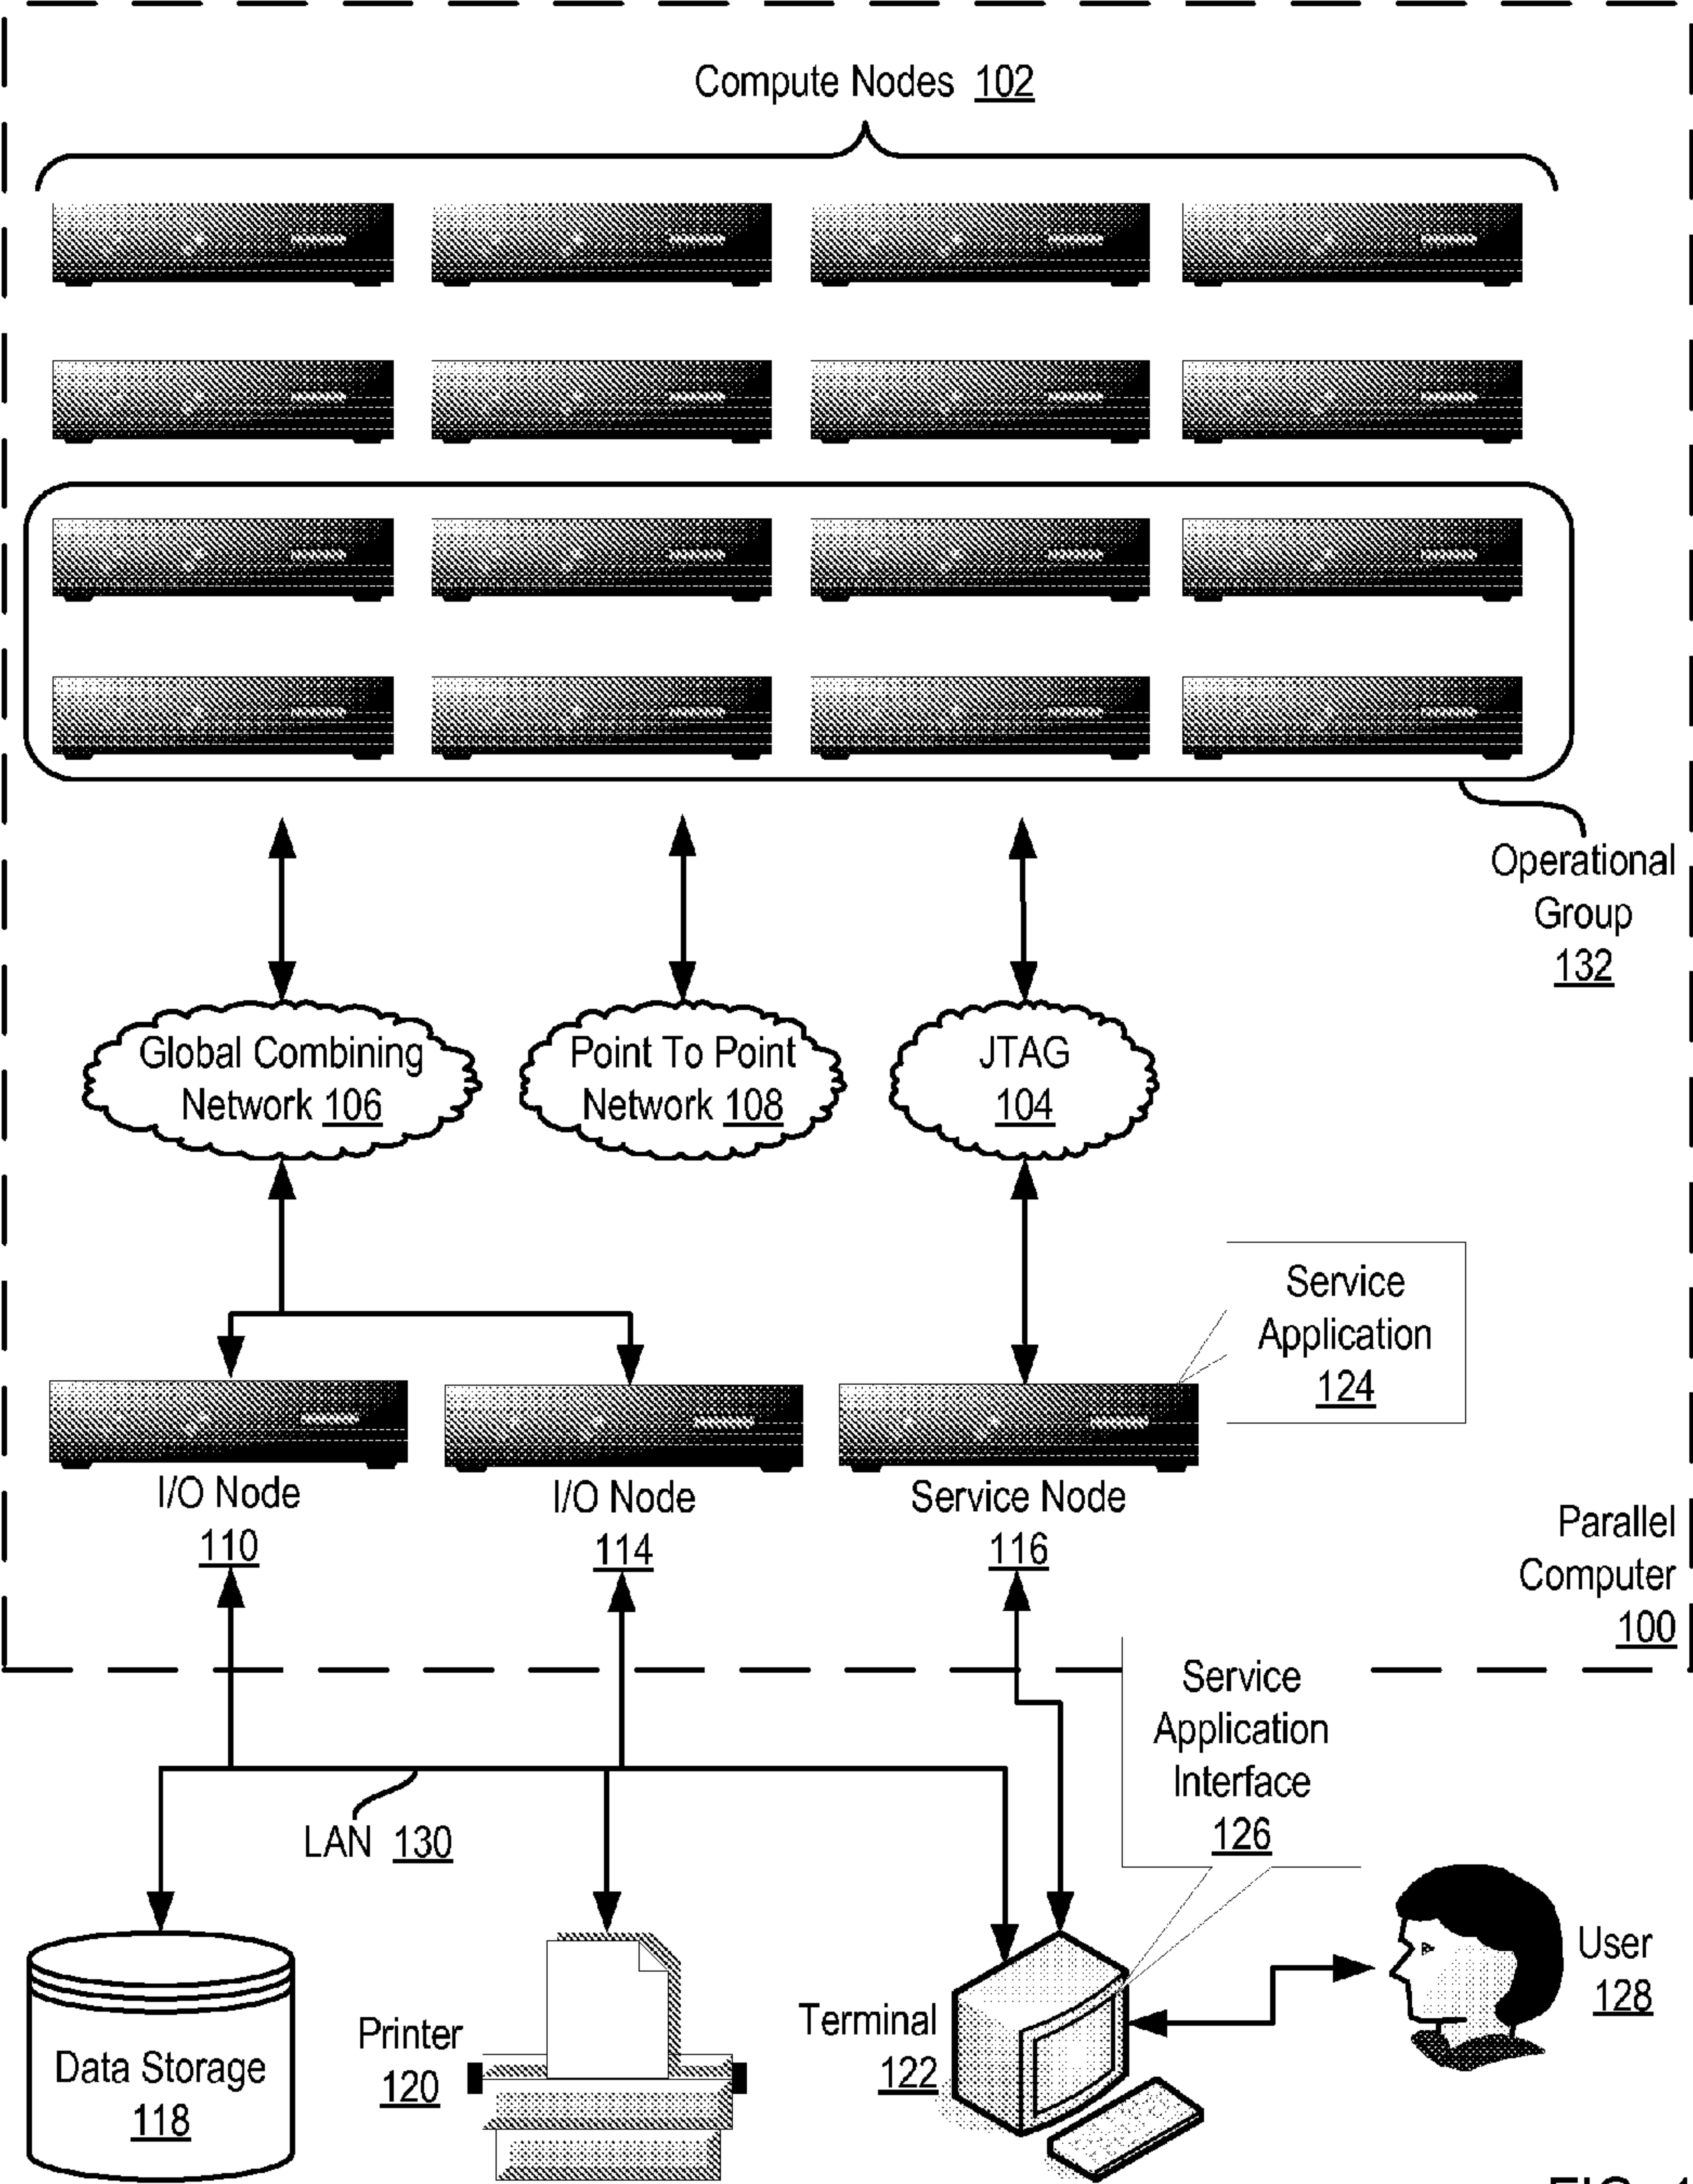 Compute Nodes 102
Operational
Group
132
Global Combining
Network 106
Point To Point
Network 108
JTAG
104
Service
Application
124
I/O Node
110
I/O Node
114
Service Node
116
Parallel
Computer
100
Service
Application
Interface
126
LAN 130
Data Storage
118
Printer
120
Terminal
122
User
128